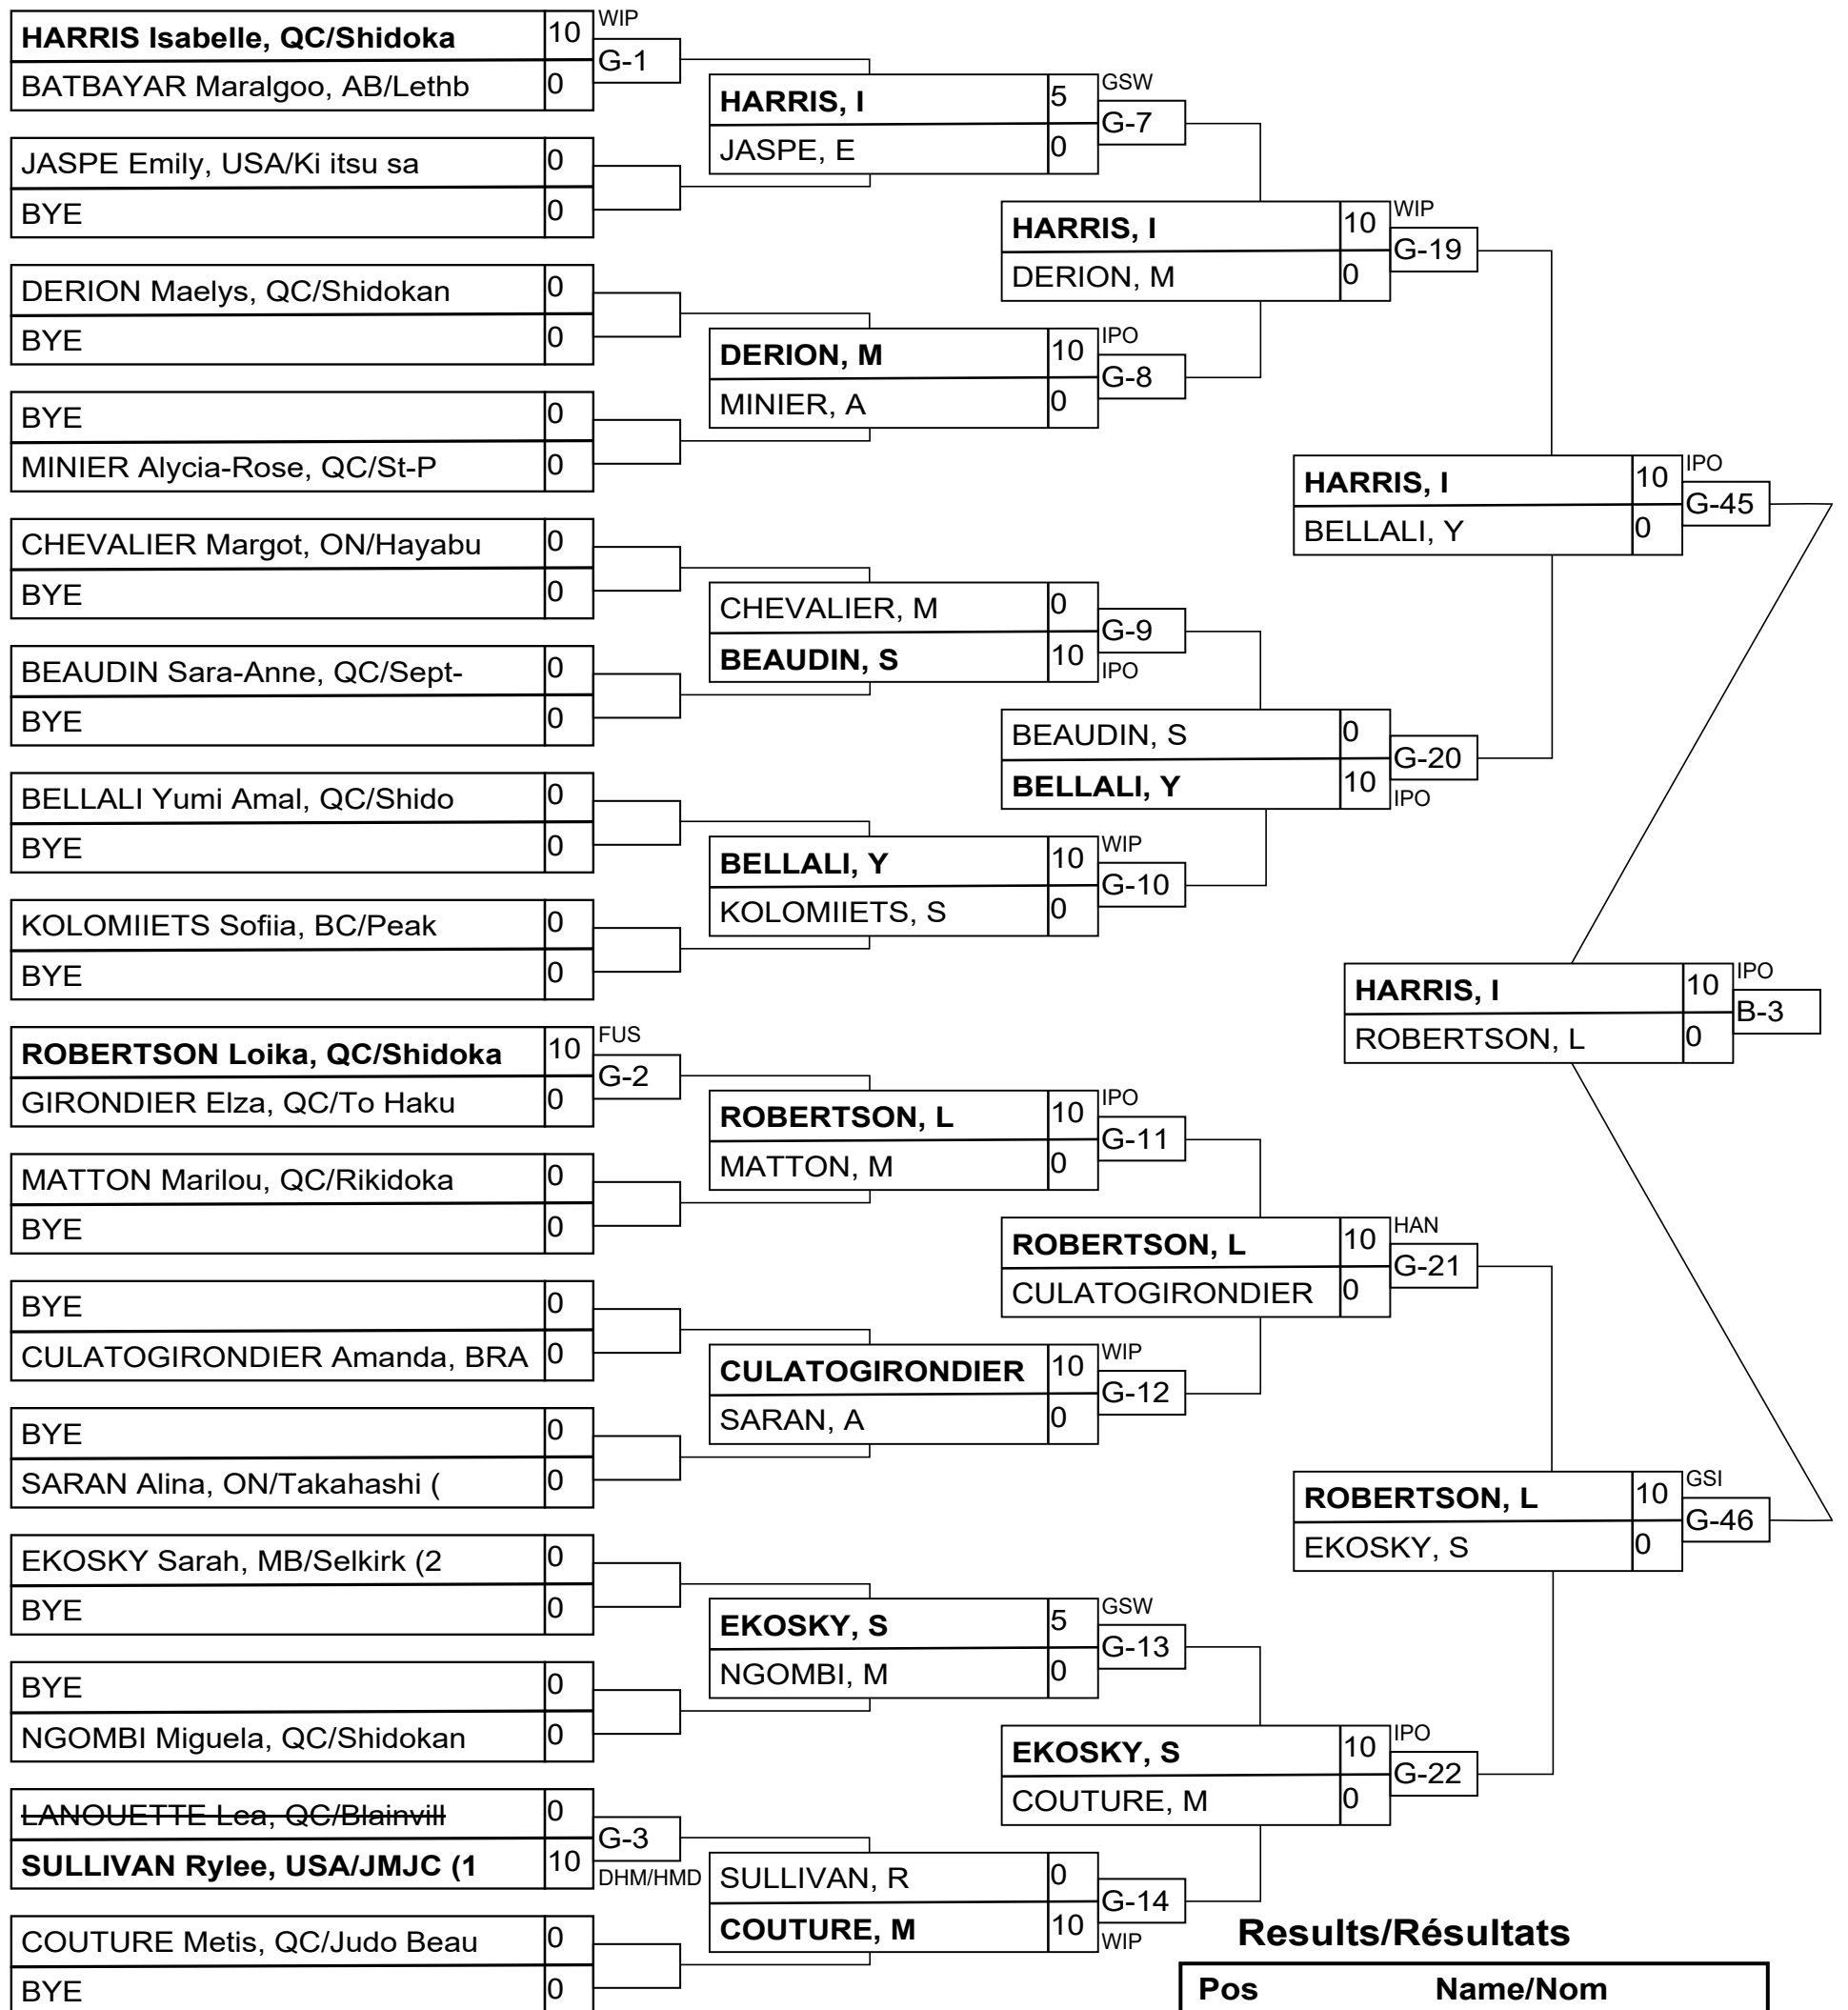 HARRIS Isabelle, QC/Shidoka 10 WIP
G-1
BATBAYAR Maralgoo, AB/Lethb 0
JASPE Emily, USA/Ki itsu sa 0
BYE 0
DERION Maelys, QC/Shidokan 0
BYE 0
BYE 0
MINIER Alycia-Rose, QC/St-P 0
CHEVALIER Margot, ON/Hayabu 0
BYE 0
BEAUDIN Sara-Anne, QC/Sept- 0
BYE 0
BELLALI Yumi Amal, QC/Shido 0
BYE 0
KOLOMIIETS Sofiia, BC/Peak 0
BYE 0
ROBERTSON Loika, QC/Shidoka 10 FUS
G-2
GIRONDIER Elza, QC/To Haku 0
MATTON Marilou, QC/Rikidoka 0
BYE 0
BYE 0
CULATOGIRONDIER Amanda, BRA 0
BYE 0
SARAN Alina, ON/Takahashi ( 0
EKOSKY Sarah, MB/Selkirk (2 0
BYE 0
BYE 0
NGOMBI Miguela, QC/Shidokan 0
LANOUETTE Lea, QC/Blainvill 0
G-3
SULLIVAN Rylee, USA/JMJC (1 10 DHM/HMD
COUTURE Metis, QC/Judo Beau 0
BYE 0
HARRIS, I 5 GSW
G-7
JASPE, E 0
DERION, M 10 IPO
G-8
MINIER, A 0
CHEVALIER, M 0
G-9
BEAUDIN, S 10 IPO
BELLALI, Y 10 WIP
G-10
KOLOMIIETS, S 0
ROBERTSON, L 10 IPO
G-11
MATTON, M 0
CULATOGIRONDIER 10 WIP
G-12
SARAN, A 0
EKOSKY, S 5 GSW
G-13
NGOMBI, M 0
SULLIVAN, R 0
G-14
COUTURE, M 10 WIP
HARRIS, I 10 WIP
G-19
DERION, M 0
BEAUDIN, S 0
G-20
BELLALI, Y 10 IPO
ROBERTSON, L 10 HAN
G-21
CULATOGIRONDIER 0
EKOSKY, S 10 IPO
G-22
COUTURE, M 0
HARRIS, I 10 IPO
G-45
BELLALI, Y 0
ROBERTSON, L 10 GSI
G-46
EKOSKY, S 0
HARRIS, I 10 IPO
B-3
ROBERTSON, L 0
Results/Résultats
Pos Name/Nom